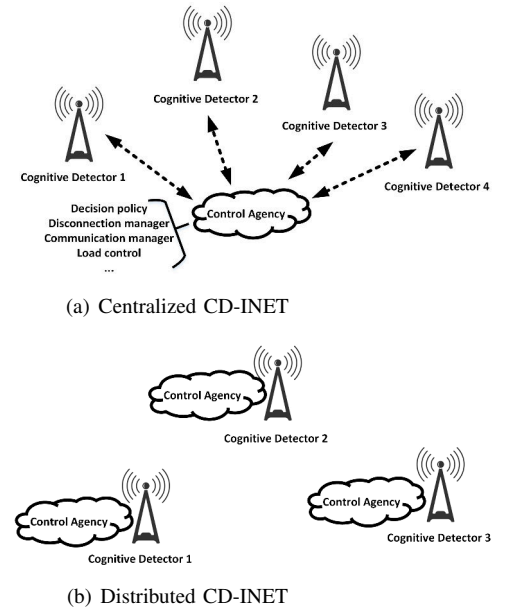 Cognitive Detector 2
Cognitive Detector 3
Cognitive Detector 1
Cognitive Detector 4
Control Agency
Decision policy
Disconnection manager
Communication manager
Load control
...
(a) Centralized CD-INET
Control Agency
Cognitive Detector 2
Control Agency
Cognitive Detector 1
Control Agency
Cognitive Detector 3
(b) Distributed CD-INET